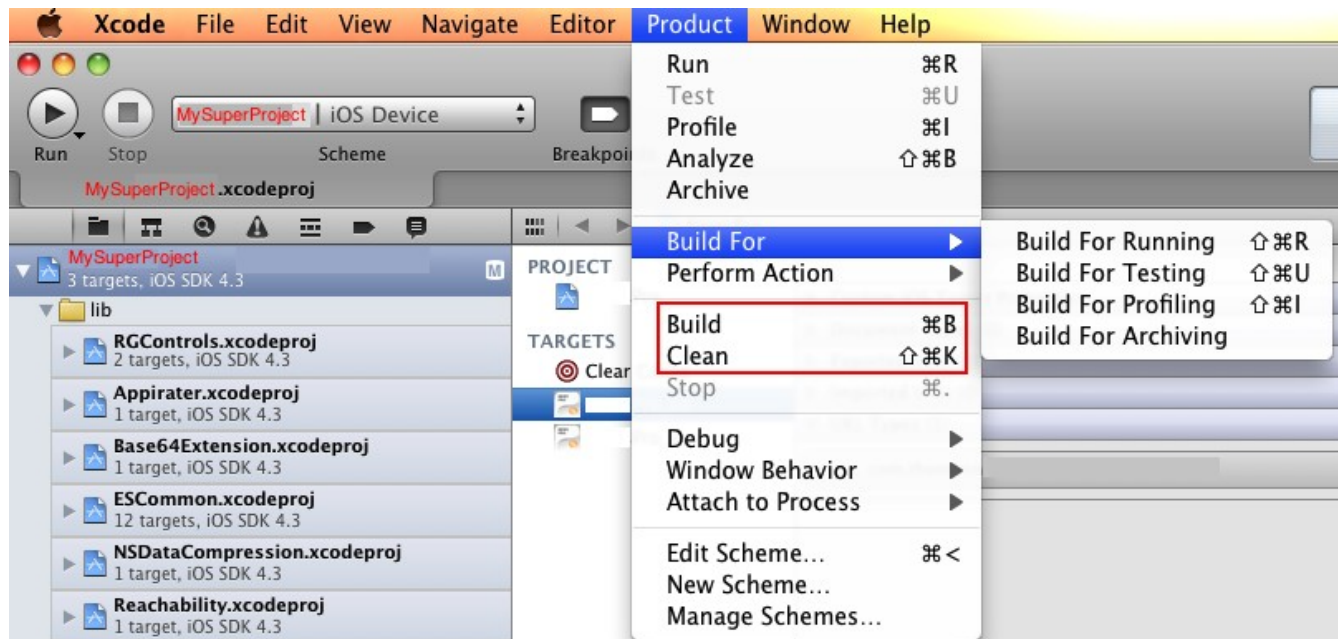 Xcode File Edit View Navigate Editor Product Window Help
Run ⌘R
Test ⌘U
Profile ⌘I
Analyze ⇧⌘B
Archive
Build For
Perform Action
Build ⌘B
Clean ⇧⌘K
Stop ⌘.
Debug
Window Behavior
Attach to Process
Edit Scheme... ⌘<
New Scheme...
Manage Schemes...
Build For Running ⇧⌘R
Build For Testing ⇧⌘U
Build For Profiling ⇧⌘I
Build For Archiving
MySuperProject | iOS Device
Run Stop Scheme
MySuperProject.xcodeproj
MySuperProject M
3 targets, iOS SDK 4.3
lib
RGControls.xcodeproj
2 targets, iOS SDK 4.3
Appirater.xcodeproj
1 target, iOS SDK 4.3
Base64Extension.xcodeproj
1 target, iOS SDK 4.3
ESCommon.xcodeproj
12 targets, iOS SDK 4.3
NSDataCompression.xcodeproj
1 target, iOS SDK 4.3
Reachability.xcodeproj
1 target, iOS SDK 4.3
PROJECT
TARGETS
Clear